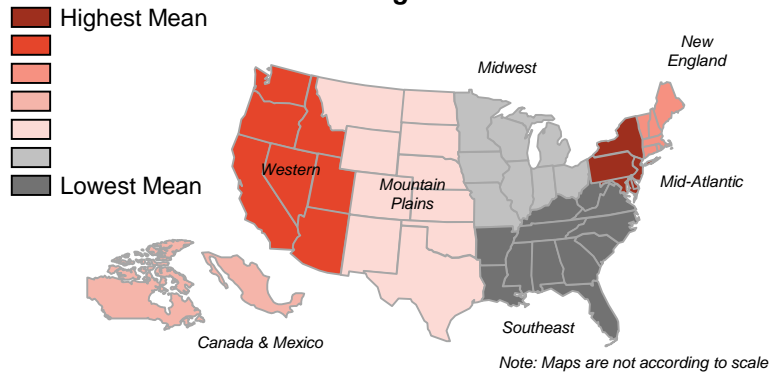 Highest Mean
Lowest Mean
Midwest
New
England
Western
Mountain
Plains
Mid-Atlantic
Southeast
Canada & Mexico
Note: Maps are not according to scale